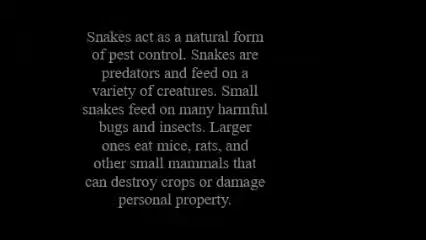 Snakes act as a natural form
of pest control. Snakes are
predators and feed on a
variety of creatures. Small
snakes feed on many harmful
bugs and insects. Larger
ones eat mice, rats, and
other small mammals that
can destroy crops or damage
personal property.